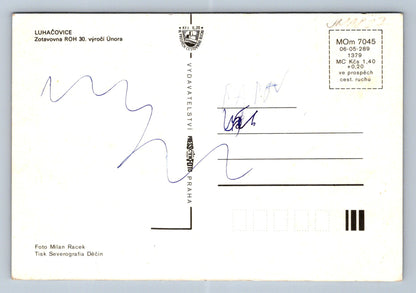 LUHAČOVICE
Zotavovna ROH 30. výročí Února
MOm 7045
06-05-289
1379
MC Kčs 1,40
+0,20
ve prospěch
cest. ruchu
VYDAVATELSTVÍ
PRAHA
Foto Milan Racek
Tisk Severografia Děčín